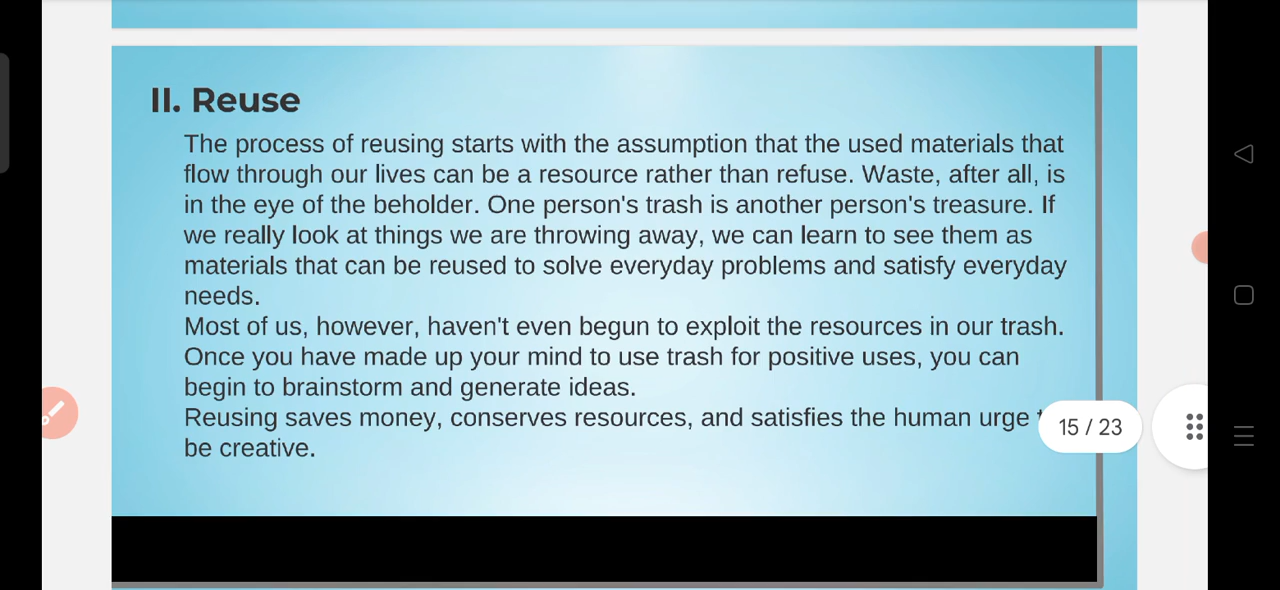 II. Reuse
The process of reusing starts with the assumption that the used materials that
flow through our lives can be a resource rather than refuse. Waste, after all, is
in the eye of the beholder. One person's trash is another person's treasure. If
we really look at things we are throwing away, we can learn to see them as
materials that can be reused to solve everyday problems and satisfy everyday
needs.
Most of us, however, haven't even begun to exploit the resources in our trash.
Once you have made up your mind to use trash for positive uses, you can
begin to brainstorm and generate ideas.
Reusing saves money, conserves resources, and satisfies the human urge
be creative.
15 / 23